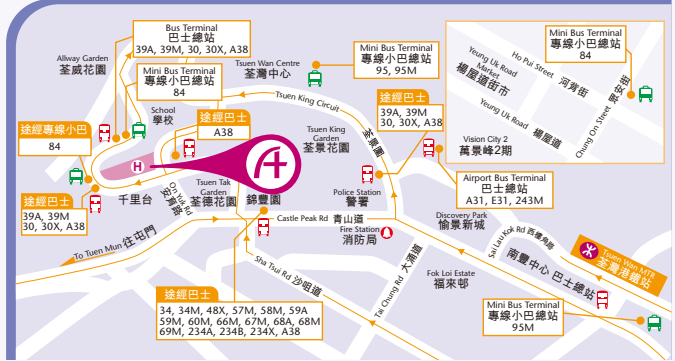 Bus Terminal
巴士總站
39A, 39M, 30, 30X, A38
Allway Garden
荃威花園
Mini Bus Terminal
專線小巴總站
84
School
學校
途經專線小巴
84
途經巴士
A38
Tsuen Wan Centre
荃灣中心
Mini Bus Terminal
專線小巴總站
95, 95M
Tsuen King Circuit
荃景圍
途經巴士
39A, 39M
30, 30X, A38
Tsuen King
Garden
荃景花園
Yeung Uk Road
Market
楊屋道街市
Ho Pui Street 河背街
Mini Bus Terminal
專線小巴總站
84
Yeung Uk Road 楊屋道
Chung On Street 眾安街
Vision City 2
萬景峰2期
Airport Bus Terminal
巴士總站
A31, E31, 243M
H
途經巴士
39A, 39M
30, 30X, A38
千里台
On Yuk Rd
安育路
Tsuen Tak
Garden
荃德花園
錦豐園
Police Station
警署
Castle Peak Rd 青山道
Fire Station
消防局
Discovery Park
愉景新城
Sai Lau Kok Rd 西樓角路
Tsuen Wan MTR
荃灣港鐵站
南豐中心 巴士總站
To Tuen Mun 往屯門
Sha Tsui Rd 沙咀道
Tai Chung Rd 大涌道
Fok Loi Estate
福來邨
途經巴士
34, 34M, 48X, 57M, 58M, 59A
59M, 60M, 66M, 67M, 68A, 68M
69M, 234A, 234B, 234X, A38
Mini Bus Terminal
專線小巴總站
95M